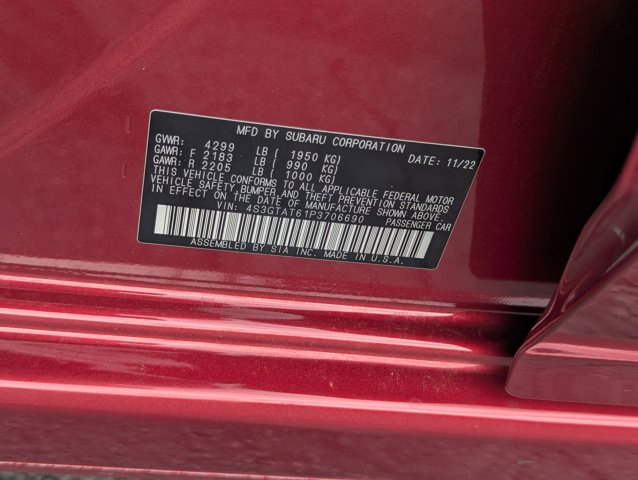 MFD BY SUBARU CORPORATION
GVWR: 4299 LB ( 1950 KG) DATE: 11/22
GAWR: F 2183 LB ( 990 KG)
GAWR: R 2205 LB ( 1000 KG)
THIS VEHICLE CONFORMS TO ALL APPLICABLE FEDERAL MOTOR
VEHICLE SAFETY,BUMPER,AND THEFT PREVENTION STANDARDS
IN EFFECT ON THE DATE OF MANUFACTURE SHOWN ABOVE.
VIN: 4S3GTAT61P3706690 PASSENGER CAR
ASSEMBLED BY SIA INC. MADE IN U.S.A.